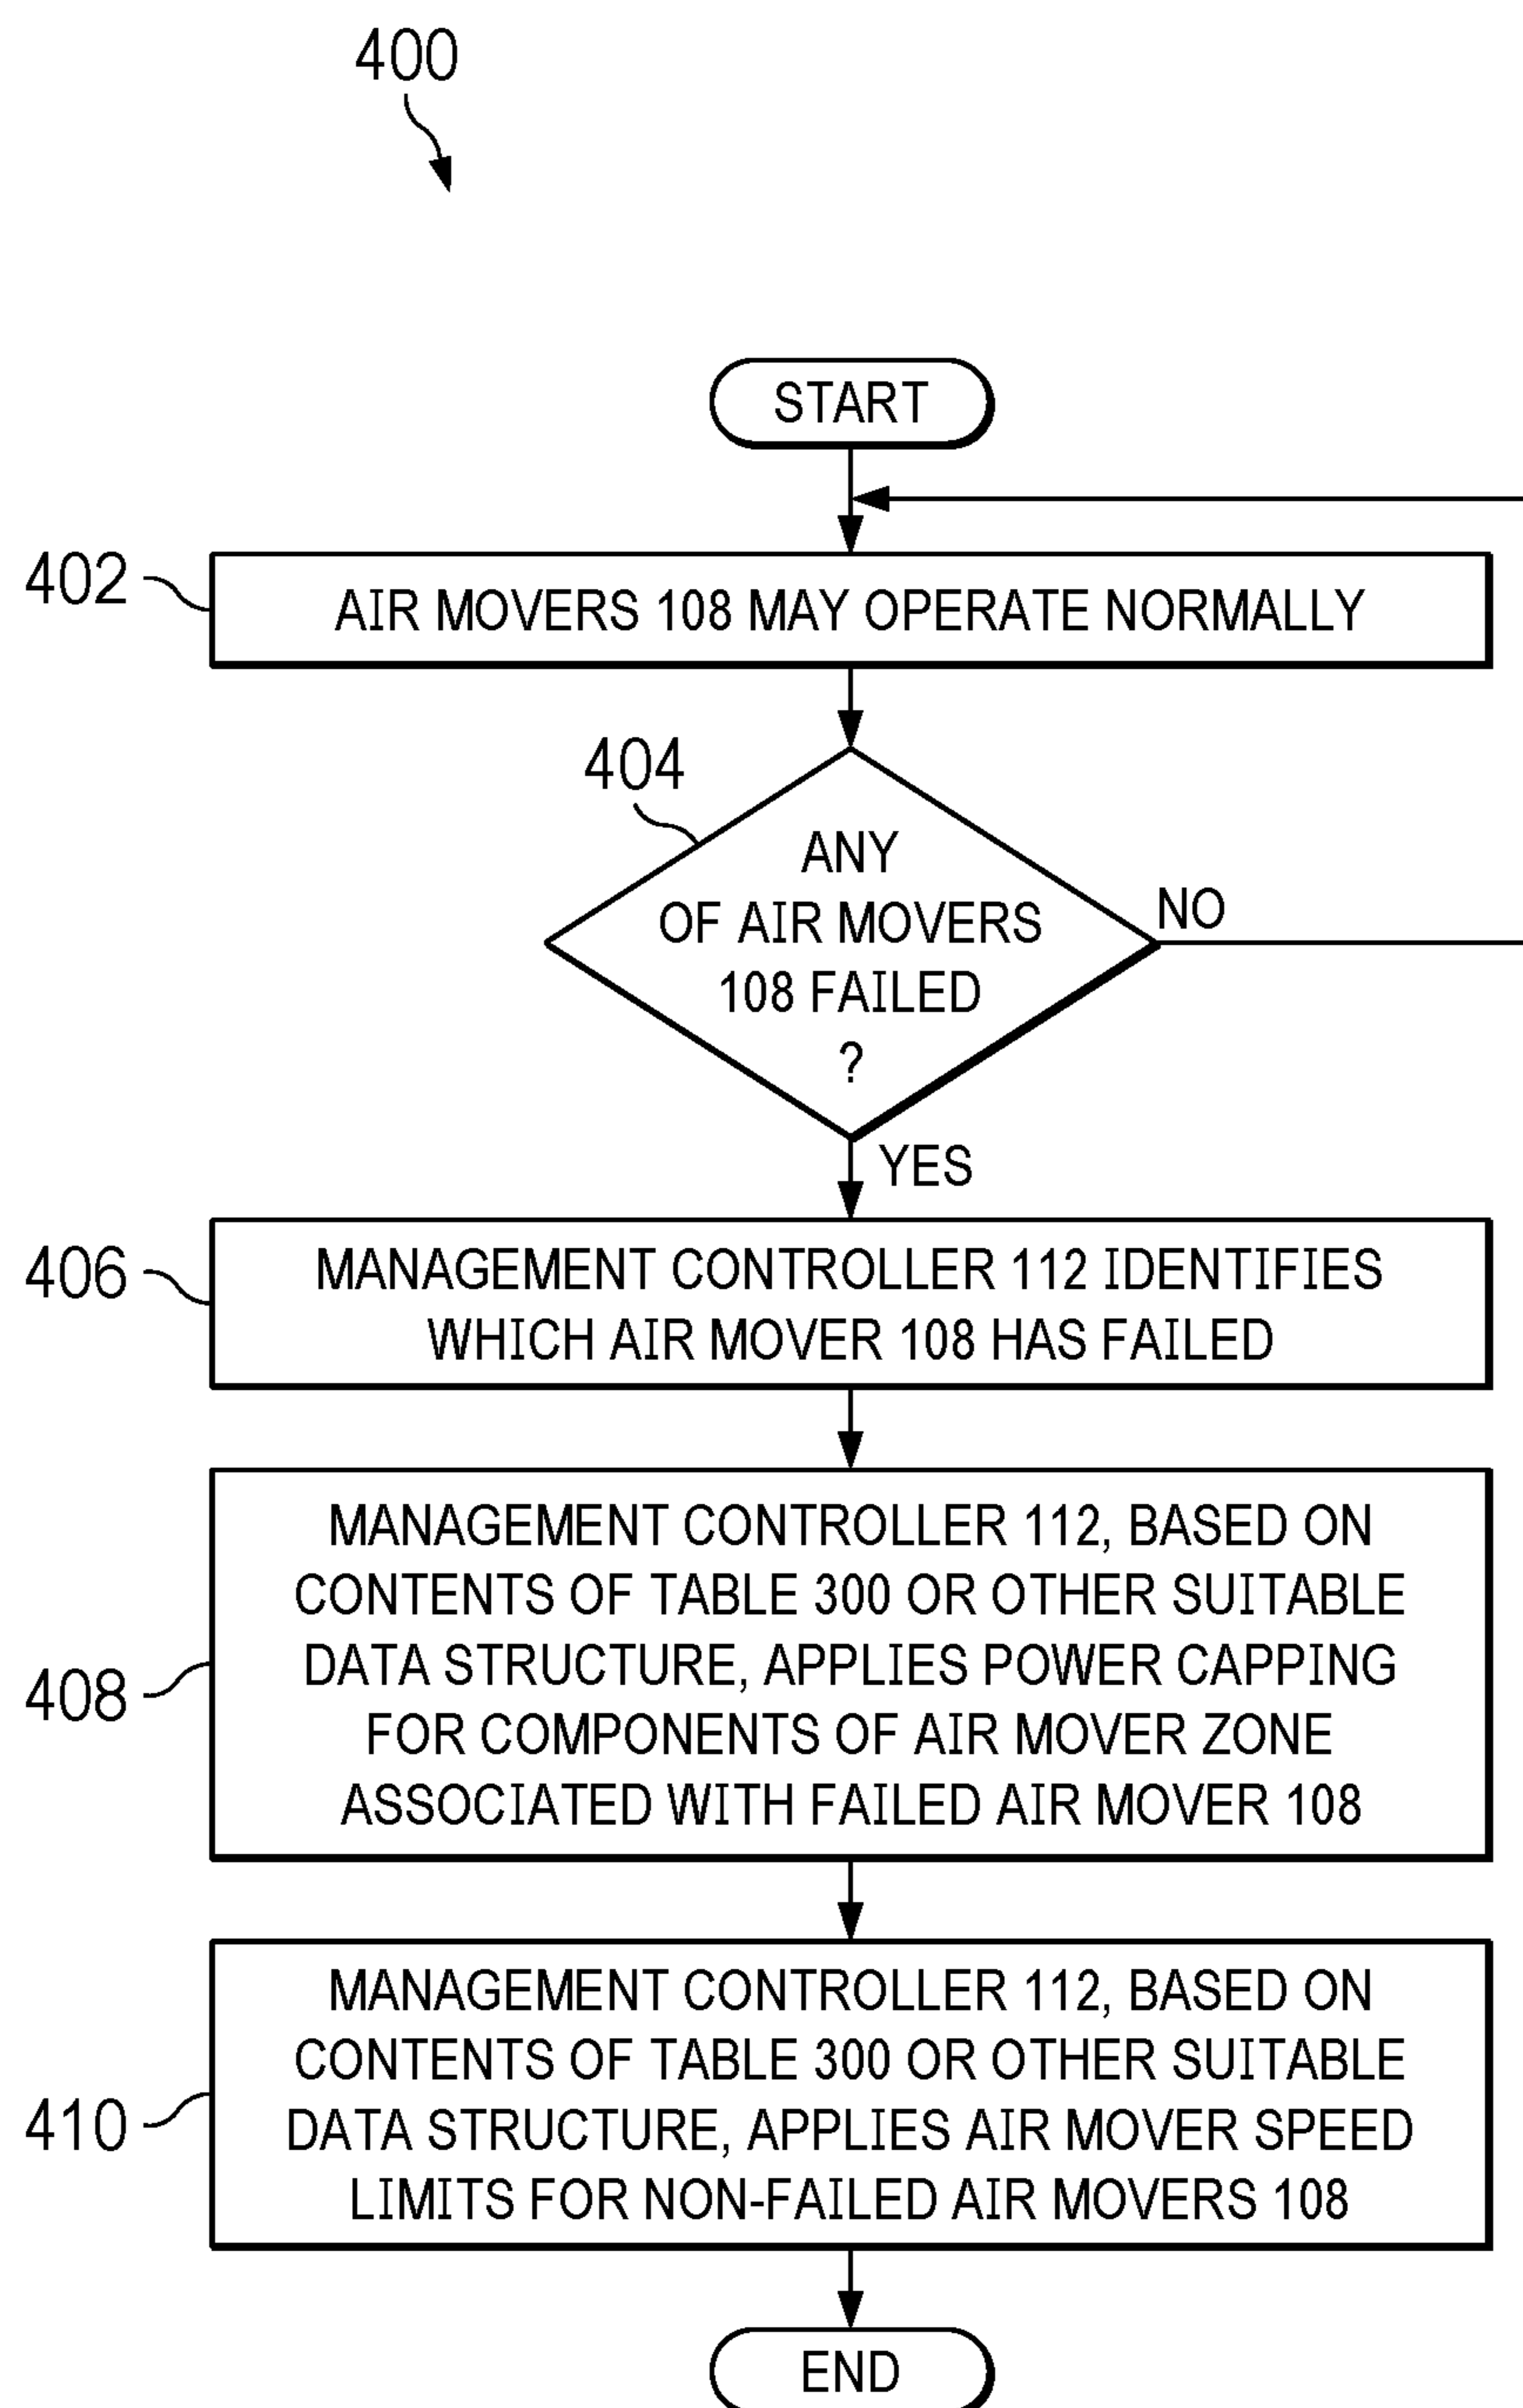 400
START
402
AIR MOVERS 108 MAY OPERATE NORMALLY
404
ANY
OF AIR MOVERS
108 FAILED
?
NO
YES
406
MANAGEMENT CONTROLLER 112 IDENTIFIES
WHICH AIR MOVER 108 HAS FAILED
408
MANAGEMENT CONTROLLER 112, BASED ON
CONTENTS OF TABLE 300 OR OTHER SUITABLE
DATA STRUCTURE, APPLIES POWER CAPPING
FOR COMPONENTS OF AIR MOVER ZONE
ASSOCIATED WITH FAILED AIR MOVER 108
410
MANAGEMENT CONTROLLER 112, BASED ON
CONTENTS OF TABLE 300 OR OTHER SUITABLE
DATA STRUCTURE, APPLIES AIR MOVER SPEED
LIMITS FOR NON-FAILED AIR MOVERS 108
END